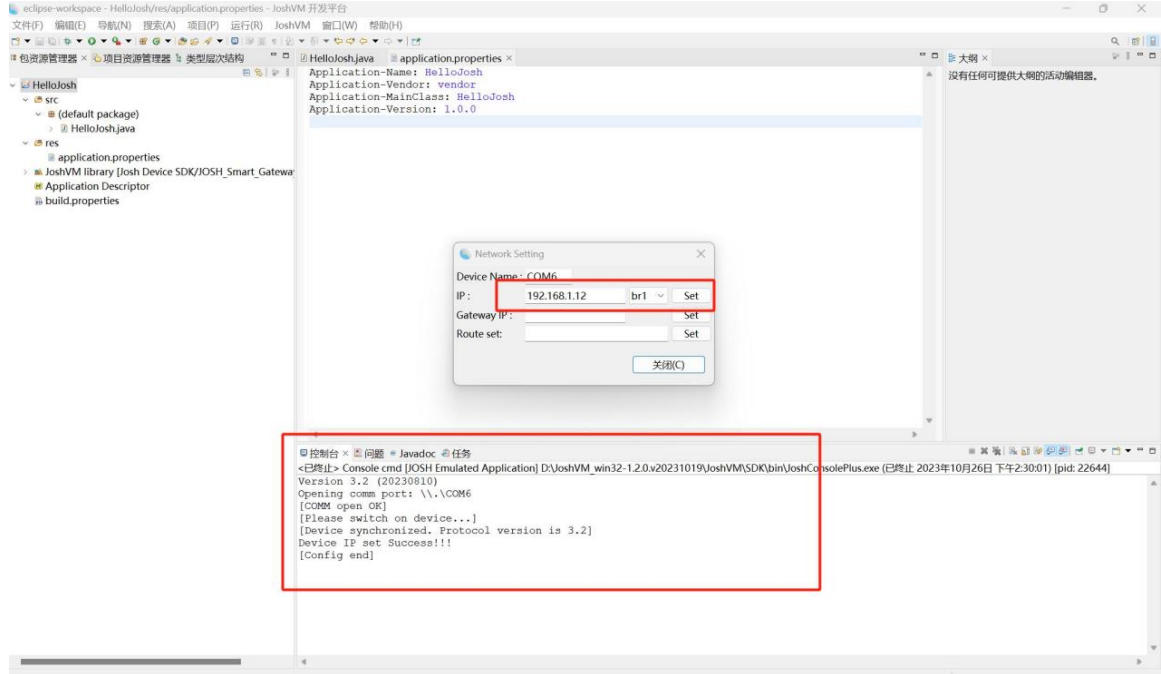 eclipse-workspace - HelloJosh/res/application.properties - JoshVM 开发平台
文件(F) 编辑(E) 导航(N) 搜索(A) 项目(P) 运行(R) JoshVM 窗口(W) 帮助(H)
包资源管理器 项目资源管理器 类型层次结构
HelloJosh
src
(default package)
HelloJosh.java
res
application.properties
JoshVM library [Josh Device SDK/JOSH_Smart_Gatewa
Application Descriptor
build.properties
HelloJosh.java application.properties
Application-Name: HelloJosh
Application-Vendor: vendor
Application-MainClass: HelloJosh
Application-Version: 1.0.0
大纲
没有任何可提供大纲的活动编辑器。
Network Setting
Device Name : COM6
IP : 192.168.1.12 br1 Set
Gateway IP : Set
Route set: Set
关闭(C)
控制台 问题 Javadoc 任务
<已终止> Console cmd [JOSH Emulated Application] D:\JoshVM_win32-1.2.0.v20231019\JoshVM\SDK\bin\JoshConsolePlus.exe (已终止 2023年10月26日 下午2:30:01) [pid: 22644]
Version 3.2 (20230810)
Opening comm port: \\.\COM6
[COMM open OK]
[Please switch on device...]
[Device synchronized. Protocol version is 3.2]
Device IP set Success!!!
[Config end]